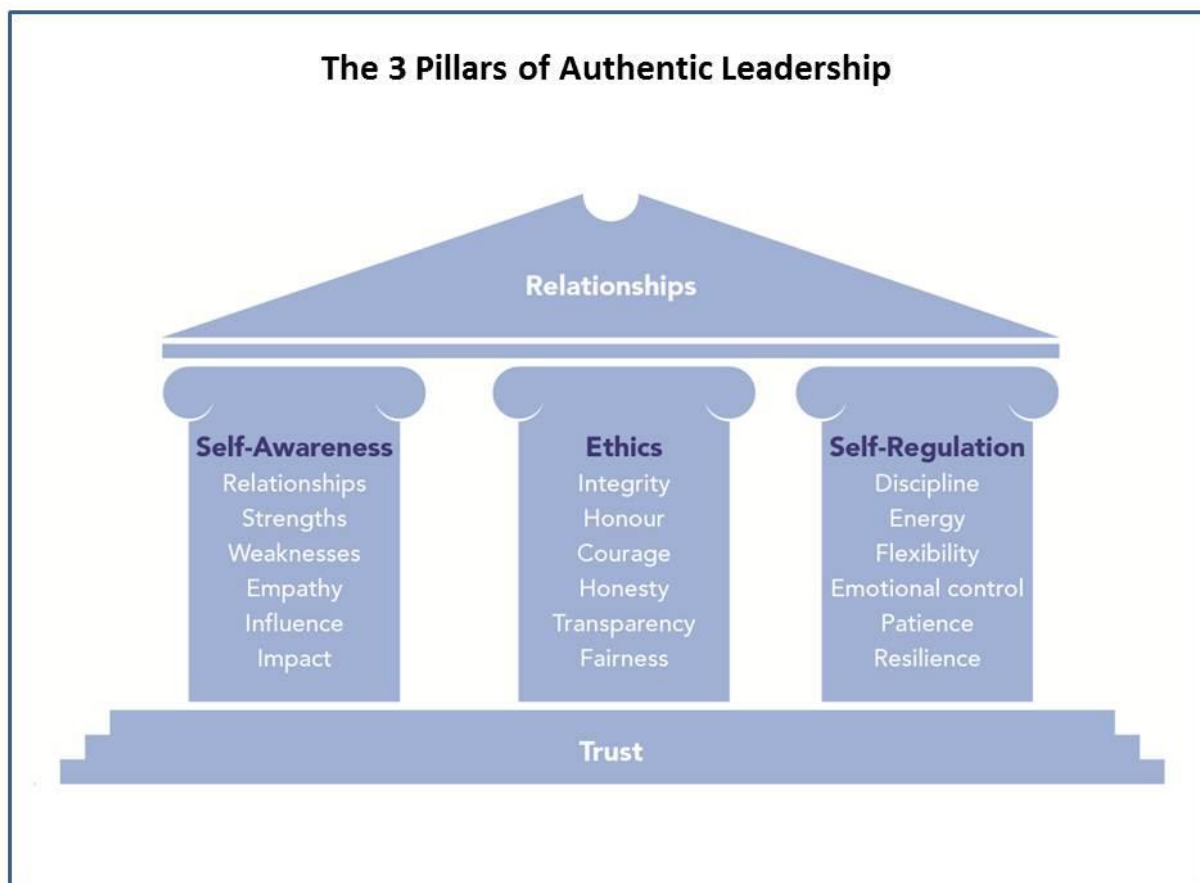 The 3 Pillars of Authentic Leadership
Relationships
Self-Awareness
Relationships
Strengths
Weaknesses
Empathy
Influence
Impact
Ethics
Integrity
Honour
Courage
Honesty
Transparency
Fairness
Self-Regulation
Discipline
Energy
Flexibility
Emotional control
Patience
Resilience
Trust